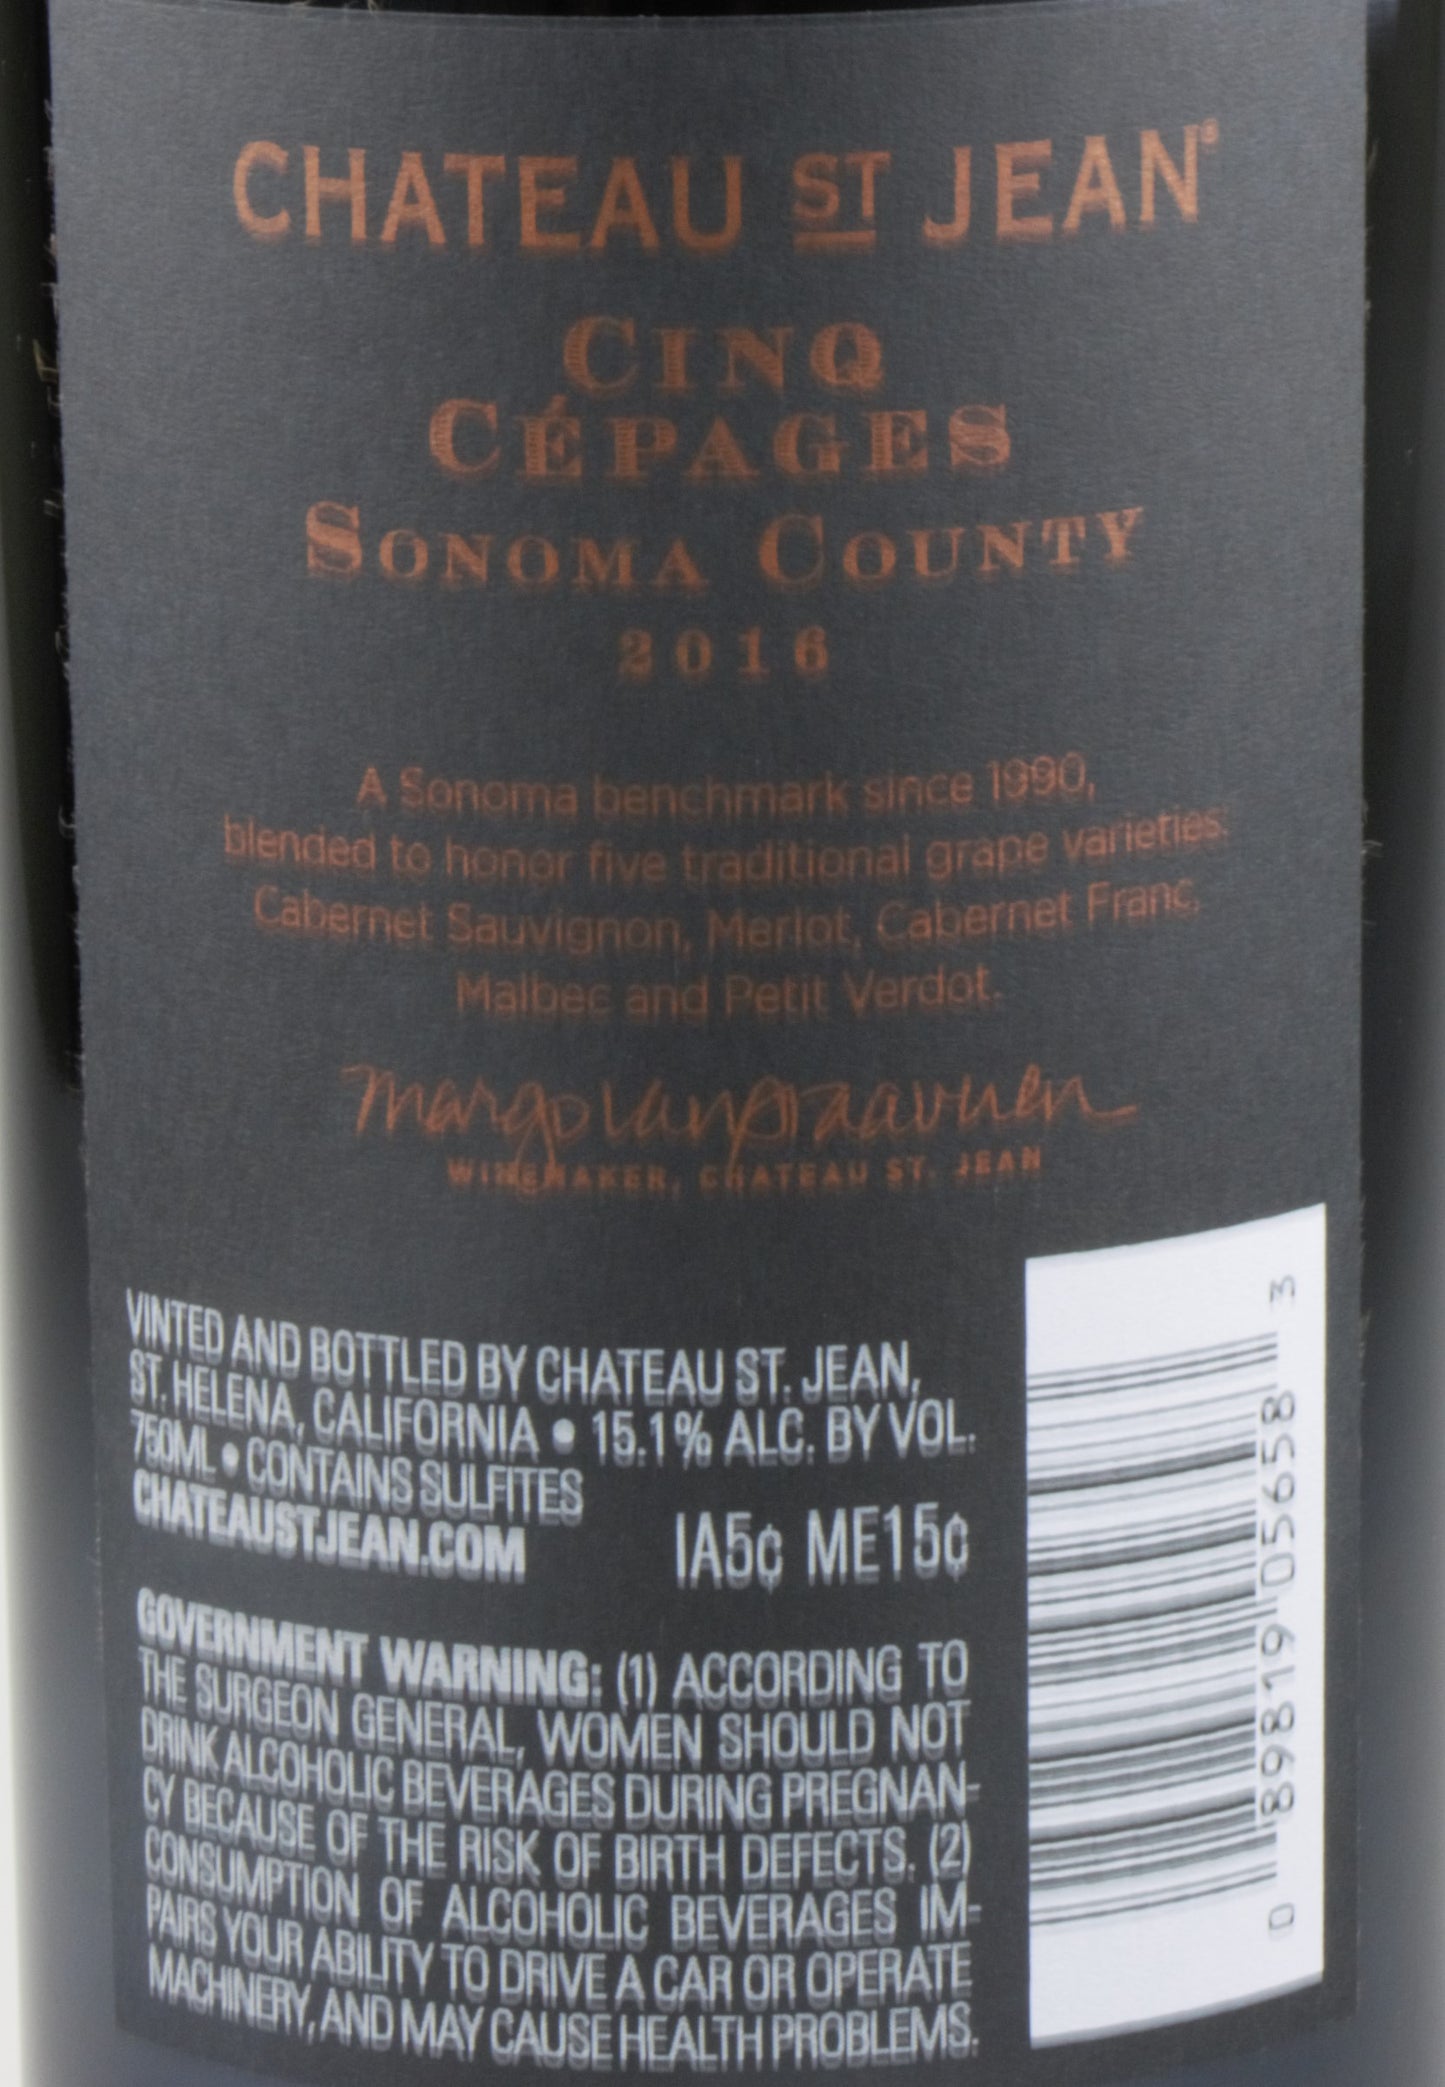 CHATEAU ST JEAN®
CINQ
CÉPAGES
SONOMA COUNTY
2016
A Sonoma benchmark since 1990,
blended to honor five traditional grape varieties:
Cabernet Sauvignon, Merlot, Cabernet Franc,
Malbec and Petit Verdot.
Margo Van Staavaren
WINEMAKER, CHATEAU ST. JEAN
VINTED AND BOTTLED BY CHATEAU ST. JEAN,
ST. HELENA, CALIFORNIA • 15.1% ALC. BY VOL.
750ML • CONTAINS SULFITES
CHATEAUSTJEAN.COM
IA5¢ ME15¢
GOVERNMENT WARNING: (1) ACCORDING TO
THE SURGEON GENERAL, WOMEN SHOULD NOT
DRINK ALCOHOLIC BEVERAGES DURING PREGNAN-
CY BECAUSE OF THE RISK OF BIRTH DEFECTS. (2)
CONSUMPTION OF ALCOHOLIC BEVERAGES IM-
PAIRS YOUR ABILITY TO DRIVE A CAR OR OPERATE
MACHINERY, AND MAY CAUSE HEALTH PROBLEMS.
0 89819 05658 3